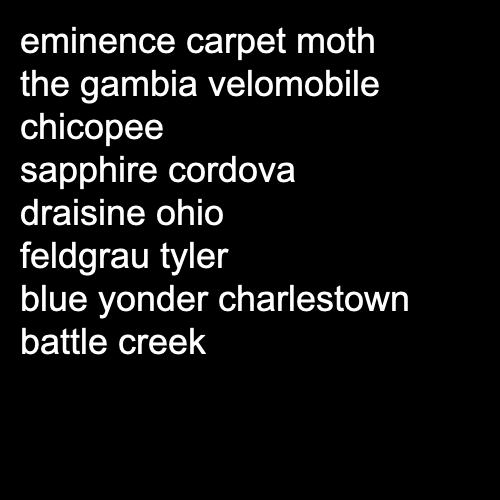 eminence carpet moth
the gambia velomobile
chicopee
sapphire cordova
draisine ohio
feldgrau tyler
blue yonder charlestown
battle creek